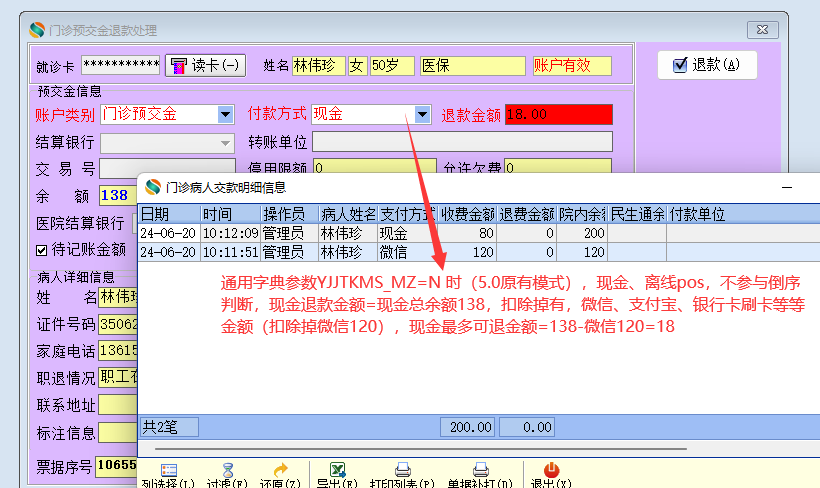 门诊预交金退款处理
就诊卡 *********** 读卡(-) 姓名 林伟珍 女 50岁 医保 账户有效
退款(A)
预交金信息
账户类别 门诊预交金 付款方式 现金 退款金额 18.00
结算银行 转账单位
交 易 号 停用限额 0 允许欠费 0
余 额 138
医院结算银行
待记账金额
病人详细信息
姓 名 林伟
证件号码 35062
家庭电话 13615
职退情况 职工
联系地址
标注信息
票据序号 10655
门诊病人交款明细信息
日期 时间 操作员 病人姓名 支付方式 收费金额 退费金额 院内余 民生通余 付款单位
24-06-20 10:12:09 管理员 林伟珍 现金 80 0 200
24-06-20 10:11:51 管理员 林伟珍 微信 120 0 120
通用字典参数YJJTKMS_MZ=N 时（5.0原有模式），现金、离线pos，不参与倒序
判断，现金退款金额=现金总余额138，扣除掉有，微信、支付宝、银行卡刷卡等等
金额（扣除掉微信120），现金最多可退金额=138-微信120=18
共2笔 200.00 0.00
列选择(L) 过滤(F) 还原(Z) 导出(E) 打印列表(P) 单据补打(D) 退出(X)